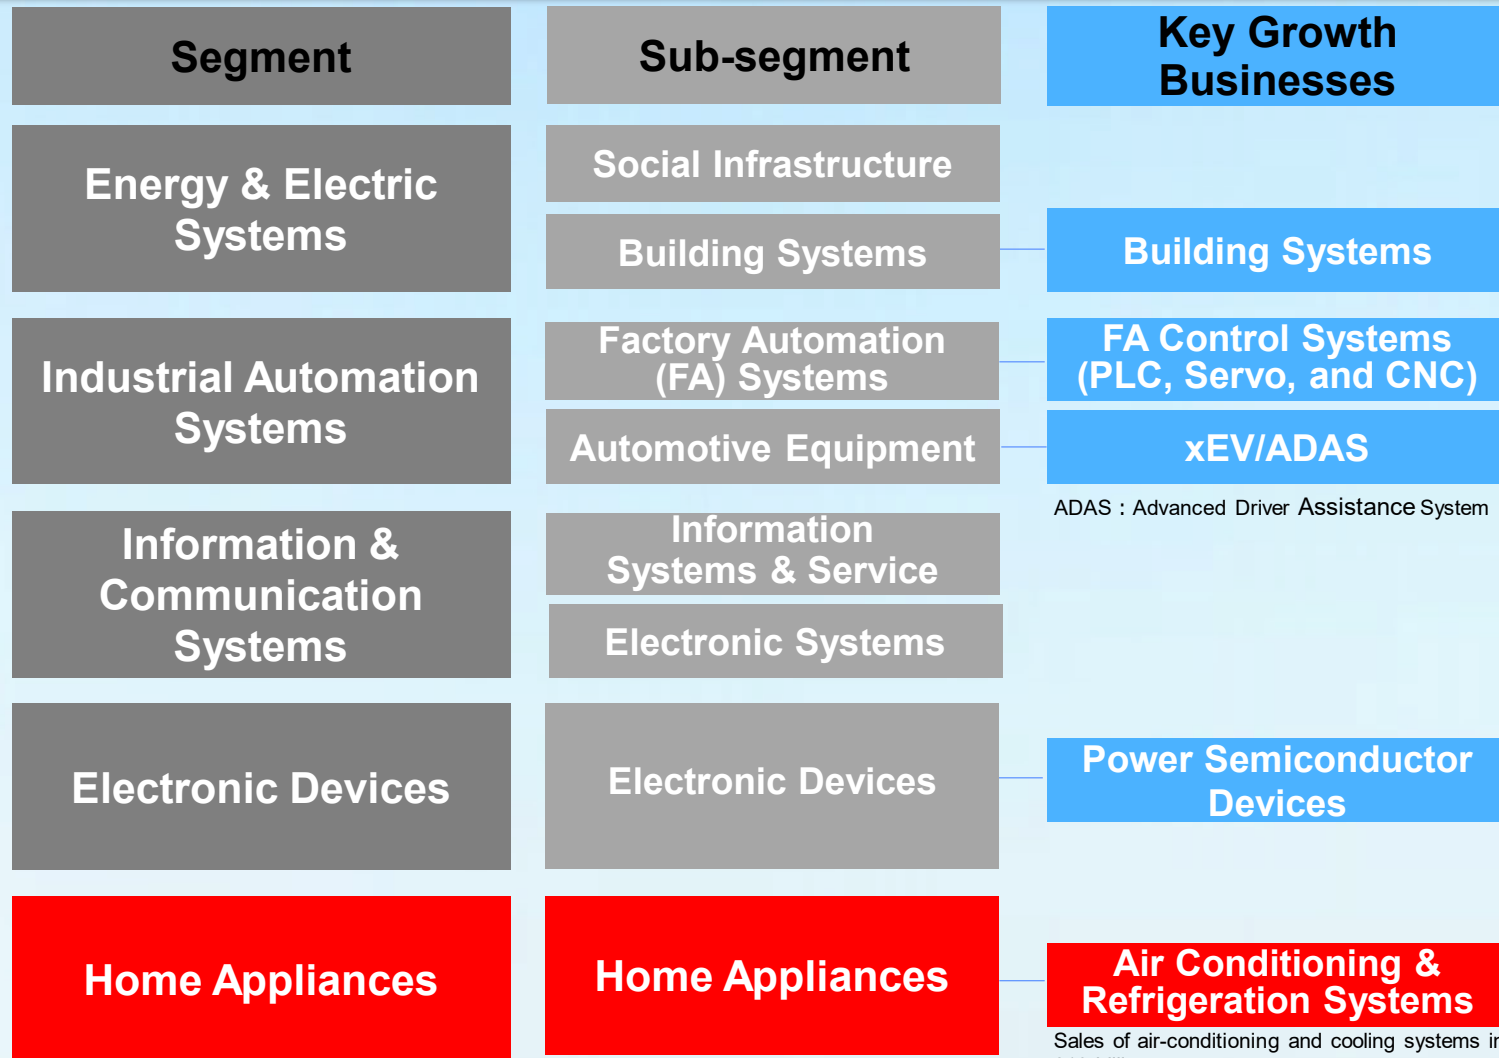 Segment
Sub-segment
Key Growth
Businesses
Energy & Electric
Systems
Social Infrastructure
Building Systems
Building Systems
Industrial Automation
Systems
Factory Automation
(FA) Systems
FA Control Systems
(PLC, Servo, and CNC)
Automotive Equipment
xEV/ADAS
ADAS : Advanced Driver Assistance System
Information &
Communication
Systems
Information
Systems & Service
Electronic Systems
Electronic Devices
Electronic Devices
Power Semiconductor
Devices
Home Appliances
Home Appliances
Air Conditioning &
Refrigeration Systems
Sales of air-conditioning and cooling systems in